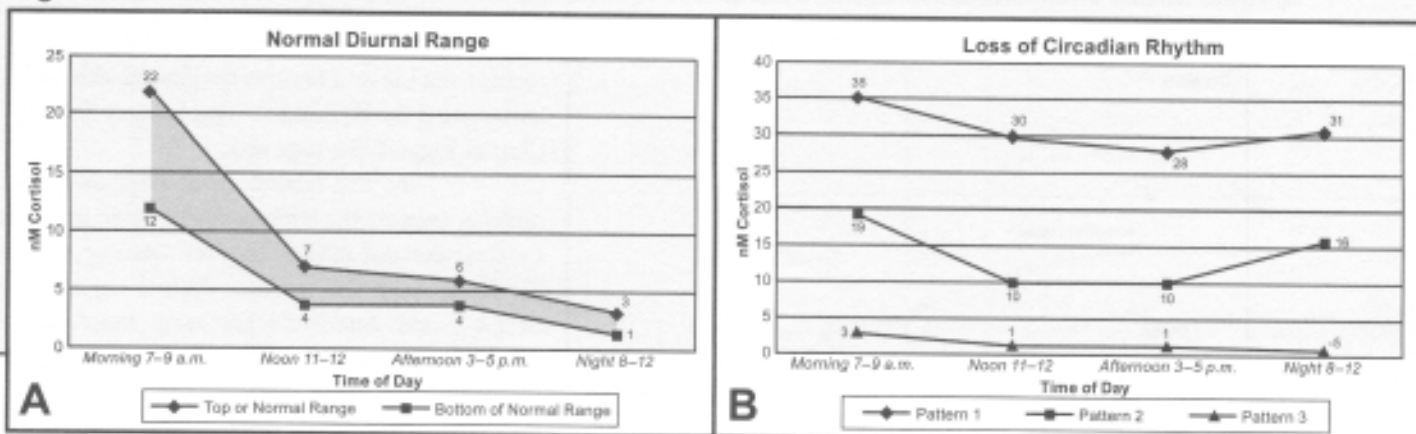 Normal Diurnal Range
25
20
15
10
5
0
nM Cortisol
22
12
7
4
6
4
3
1
Morning 7–9 a.m. Noon 11–12 Afternoon 3–5 p.m. Night 8–12
Time of Day
A
Top or Normal Range Bottom of Normal Range
Loss of Circadian Rhythm
40
35
30
25
20
15
10
5
0
nM Cortisol
30
28
31
19
10
10
16
3
1
1
Morning 7–9 a.m. Noon 11–12 Afternoon 3–5 p.m. Night 8–12
Time of Day
B
Pattern 1 Pattern 2 Pattern 3